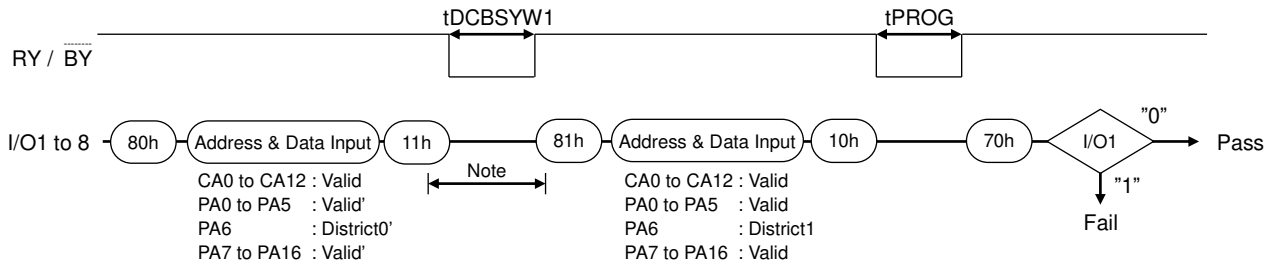 tDCBSYW1 tPROG
RY / BY
I/O1 to 8 80h Address & Data Input 11h 81h Address & Data Input 10h 70h I/O1 "0" Pass
Note "1"
Fail
CA0 to CA12 : Valid
PA0 to PA5 : Valid'
PA6 : District0'
PA7 to PA16 : Valid'
CA0 to CA12 : Valid
PA0 to PA5 : Valid
PA6 : District1
PA7 to PA16 : Valid